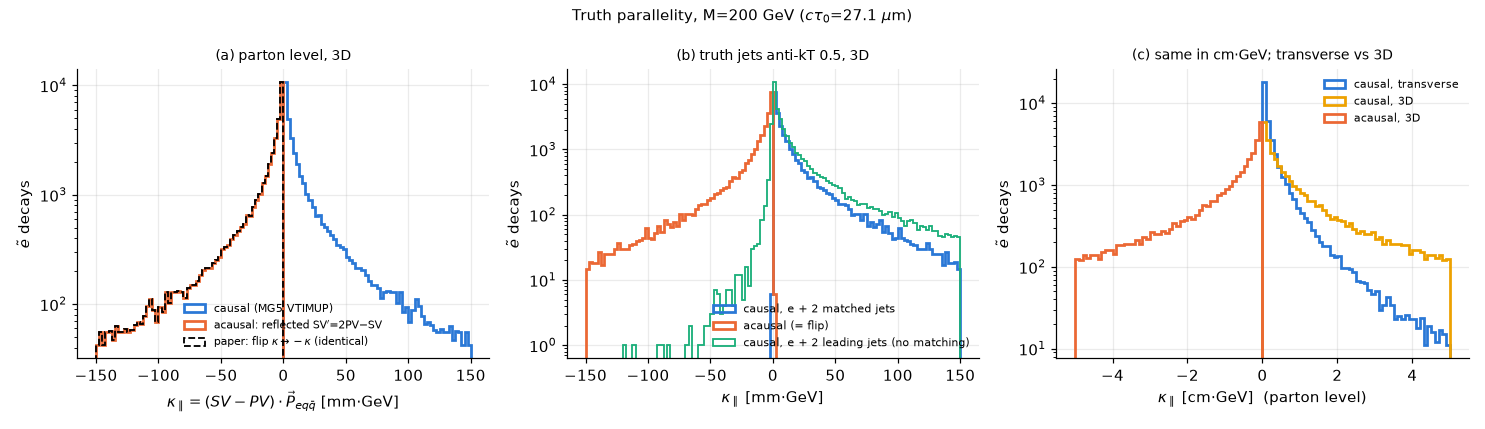 Truth parallelity, M=200 GeV (cτ₀=27.1 μm)
(a) parton level, 3D
10⁴
10³
10²
ẽ decays
causal (MG5 VTIMUP)
acausal: reflected SV′=2PV−SV
paper: flip κ↔−κ (identical)
−150 −100 −50 0 50 100 150
κ∥ = (SV − PV) · P⃗eqq̄ [mm·GeV]
(b) truth jets anti-kT 0.5, 3D
10⁴
10³
10²
10¹
10⁰
ẽ decays
causal, e + 2 matched jets
acausal (= flip)
causal, e + 2 leading jets (no matching)
−150 −100 −50 0 50 100 150
κ∥ [mm·GeV]
(c) same in cm·GeV; transverse vs 3D
causal, transverse
causal, 3D
acausal, 3D
10⁴
10³
10²
10¹
ẽ decays
−4 −2 0 2 4
κ∥ [cm·GeV] (parton level)